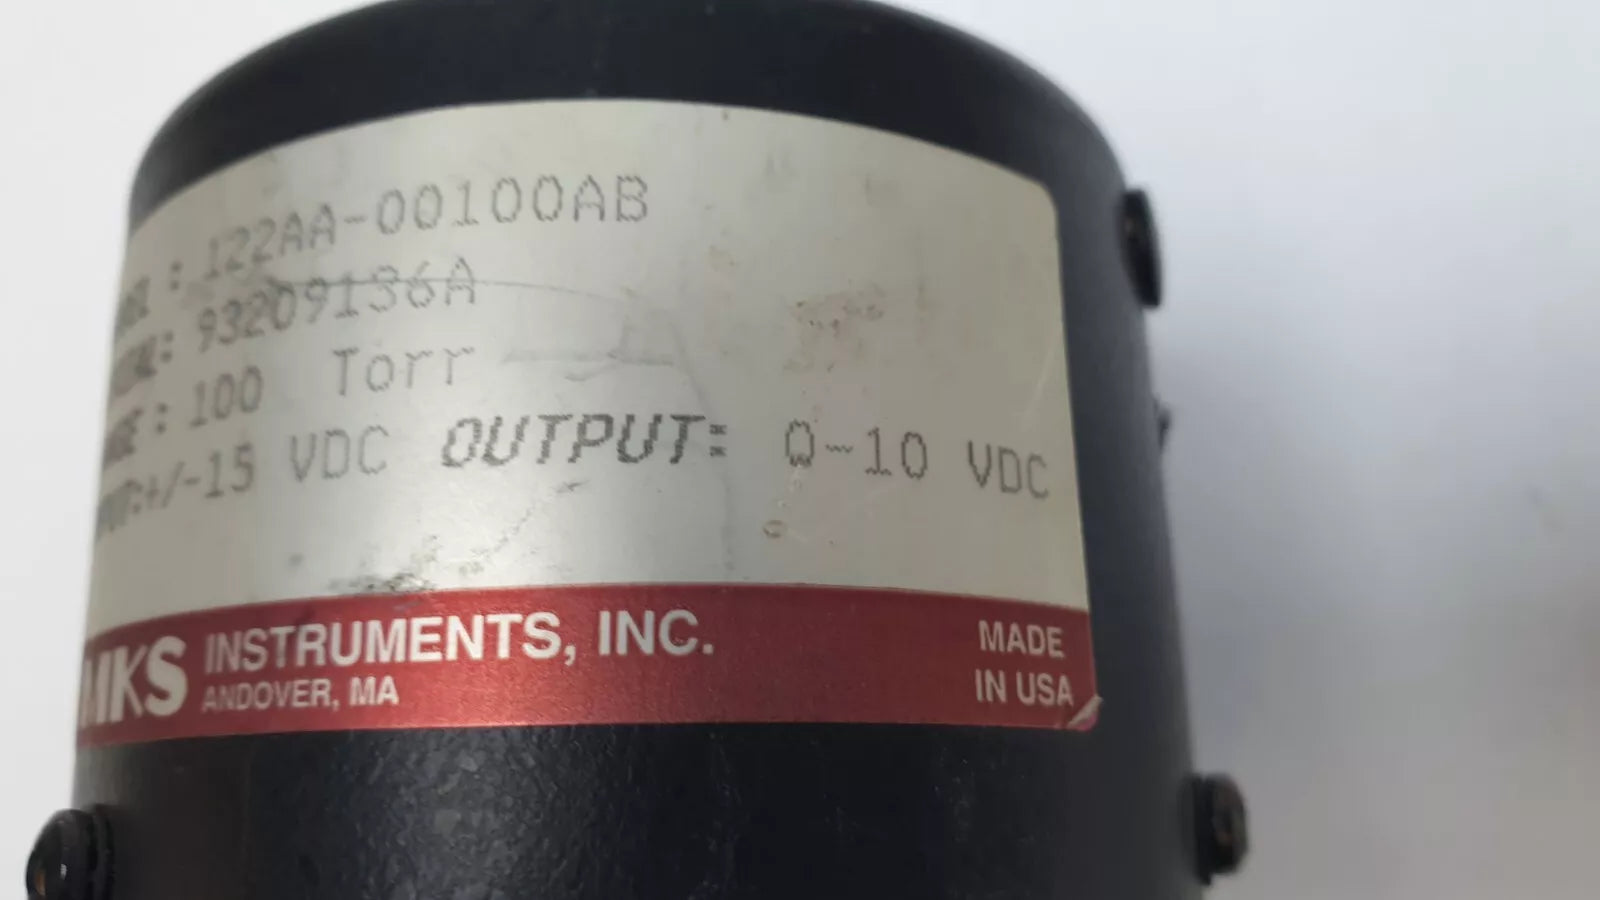 : 122AA-00100AB
: 93209136A
: 100 Torr
:+/-15 VDC OUTPUT: 0-10 VDC
MKS INSTRUMENTS, INC.
ANDOVER, MA
MADE
IN USA